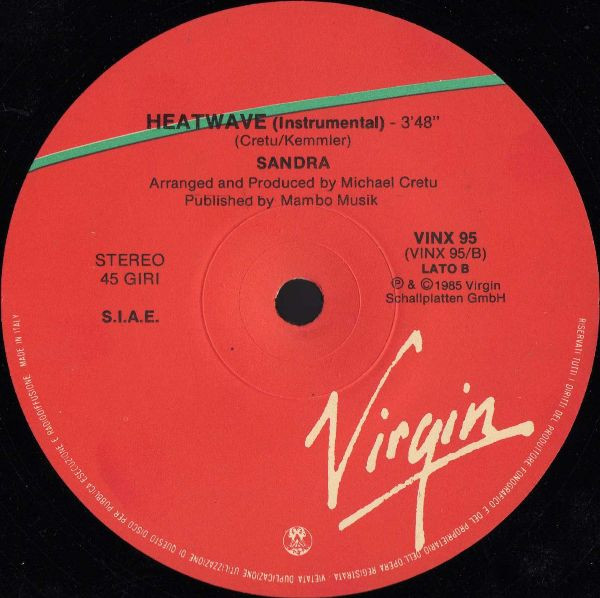 HEATWAVE (Instrumental) - 3'48"
(Cretu/Kemmler)
SANDRA
Arranged and Produced by Michael Cretu
Published by Mambo Musik
STEREO
45 GIRI
S.I.A.E.
VINX 95
(VINX 95/B)
LATO B
℗ & © 1985 Virgin
Schallplatten GmbH
Virgin
RISERVATI TUTTI I DIRITTI DEL PRODUTTORE FONOGRAFICO E DEL PROPRIETARIO DELL'OPERA REGISTRATA - VIETATA DUPLICAZIONE UTILIZZAZIONE DI QUESTO DISCO PER PUBBLICA ESECUZIONE E RADIODIFFUSIONE. MADE IN ITALY